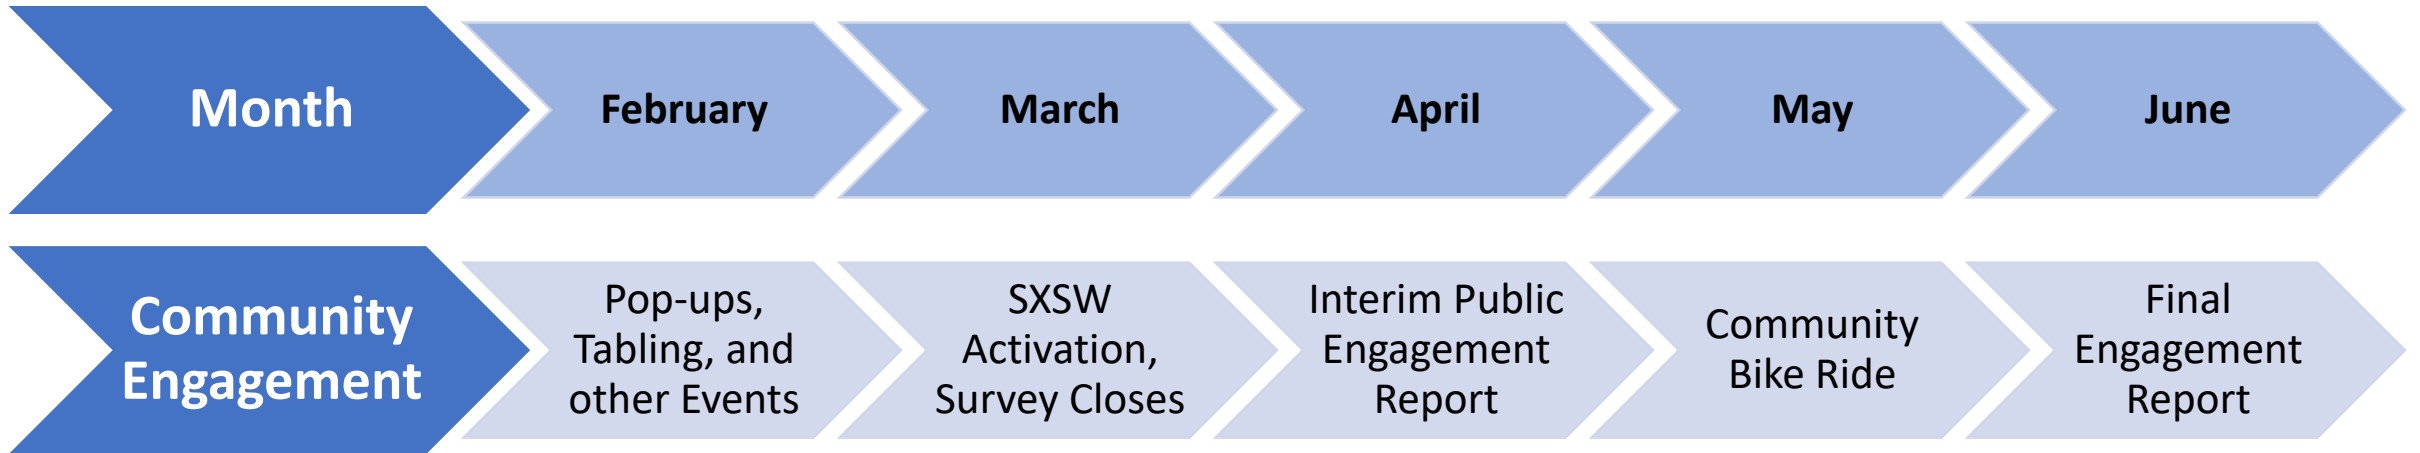 Month
February
March
April
May
June
Community
Engagement
Pop-ups,
Tabling, and
other Events
SXSW
Activation,
Survey Closes
Interim Public
Engagement
Report
Community
Bike Ride
Final
Engagement
Report